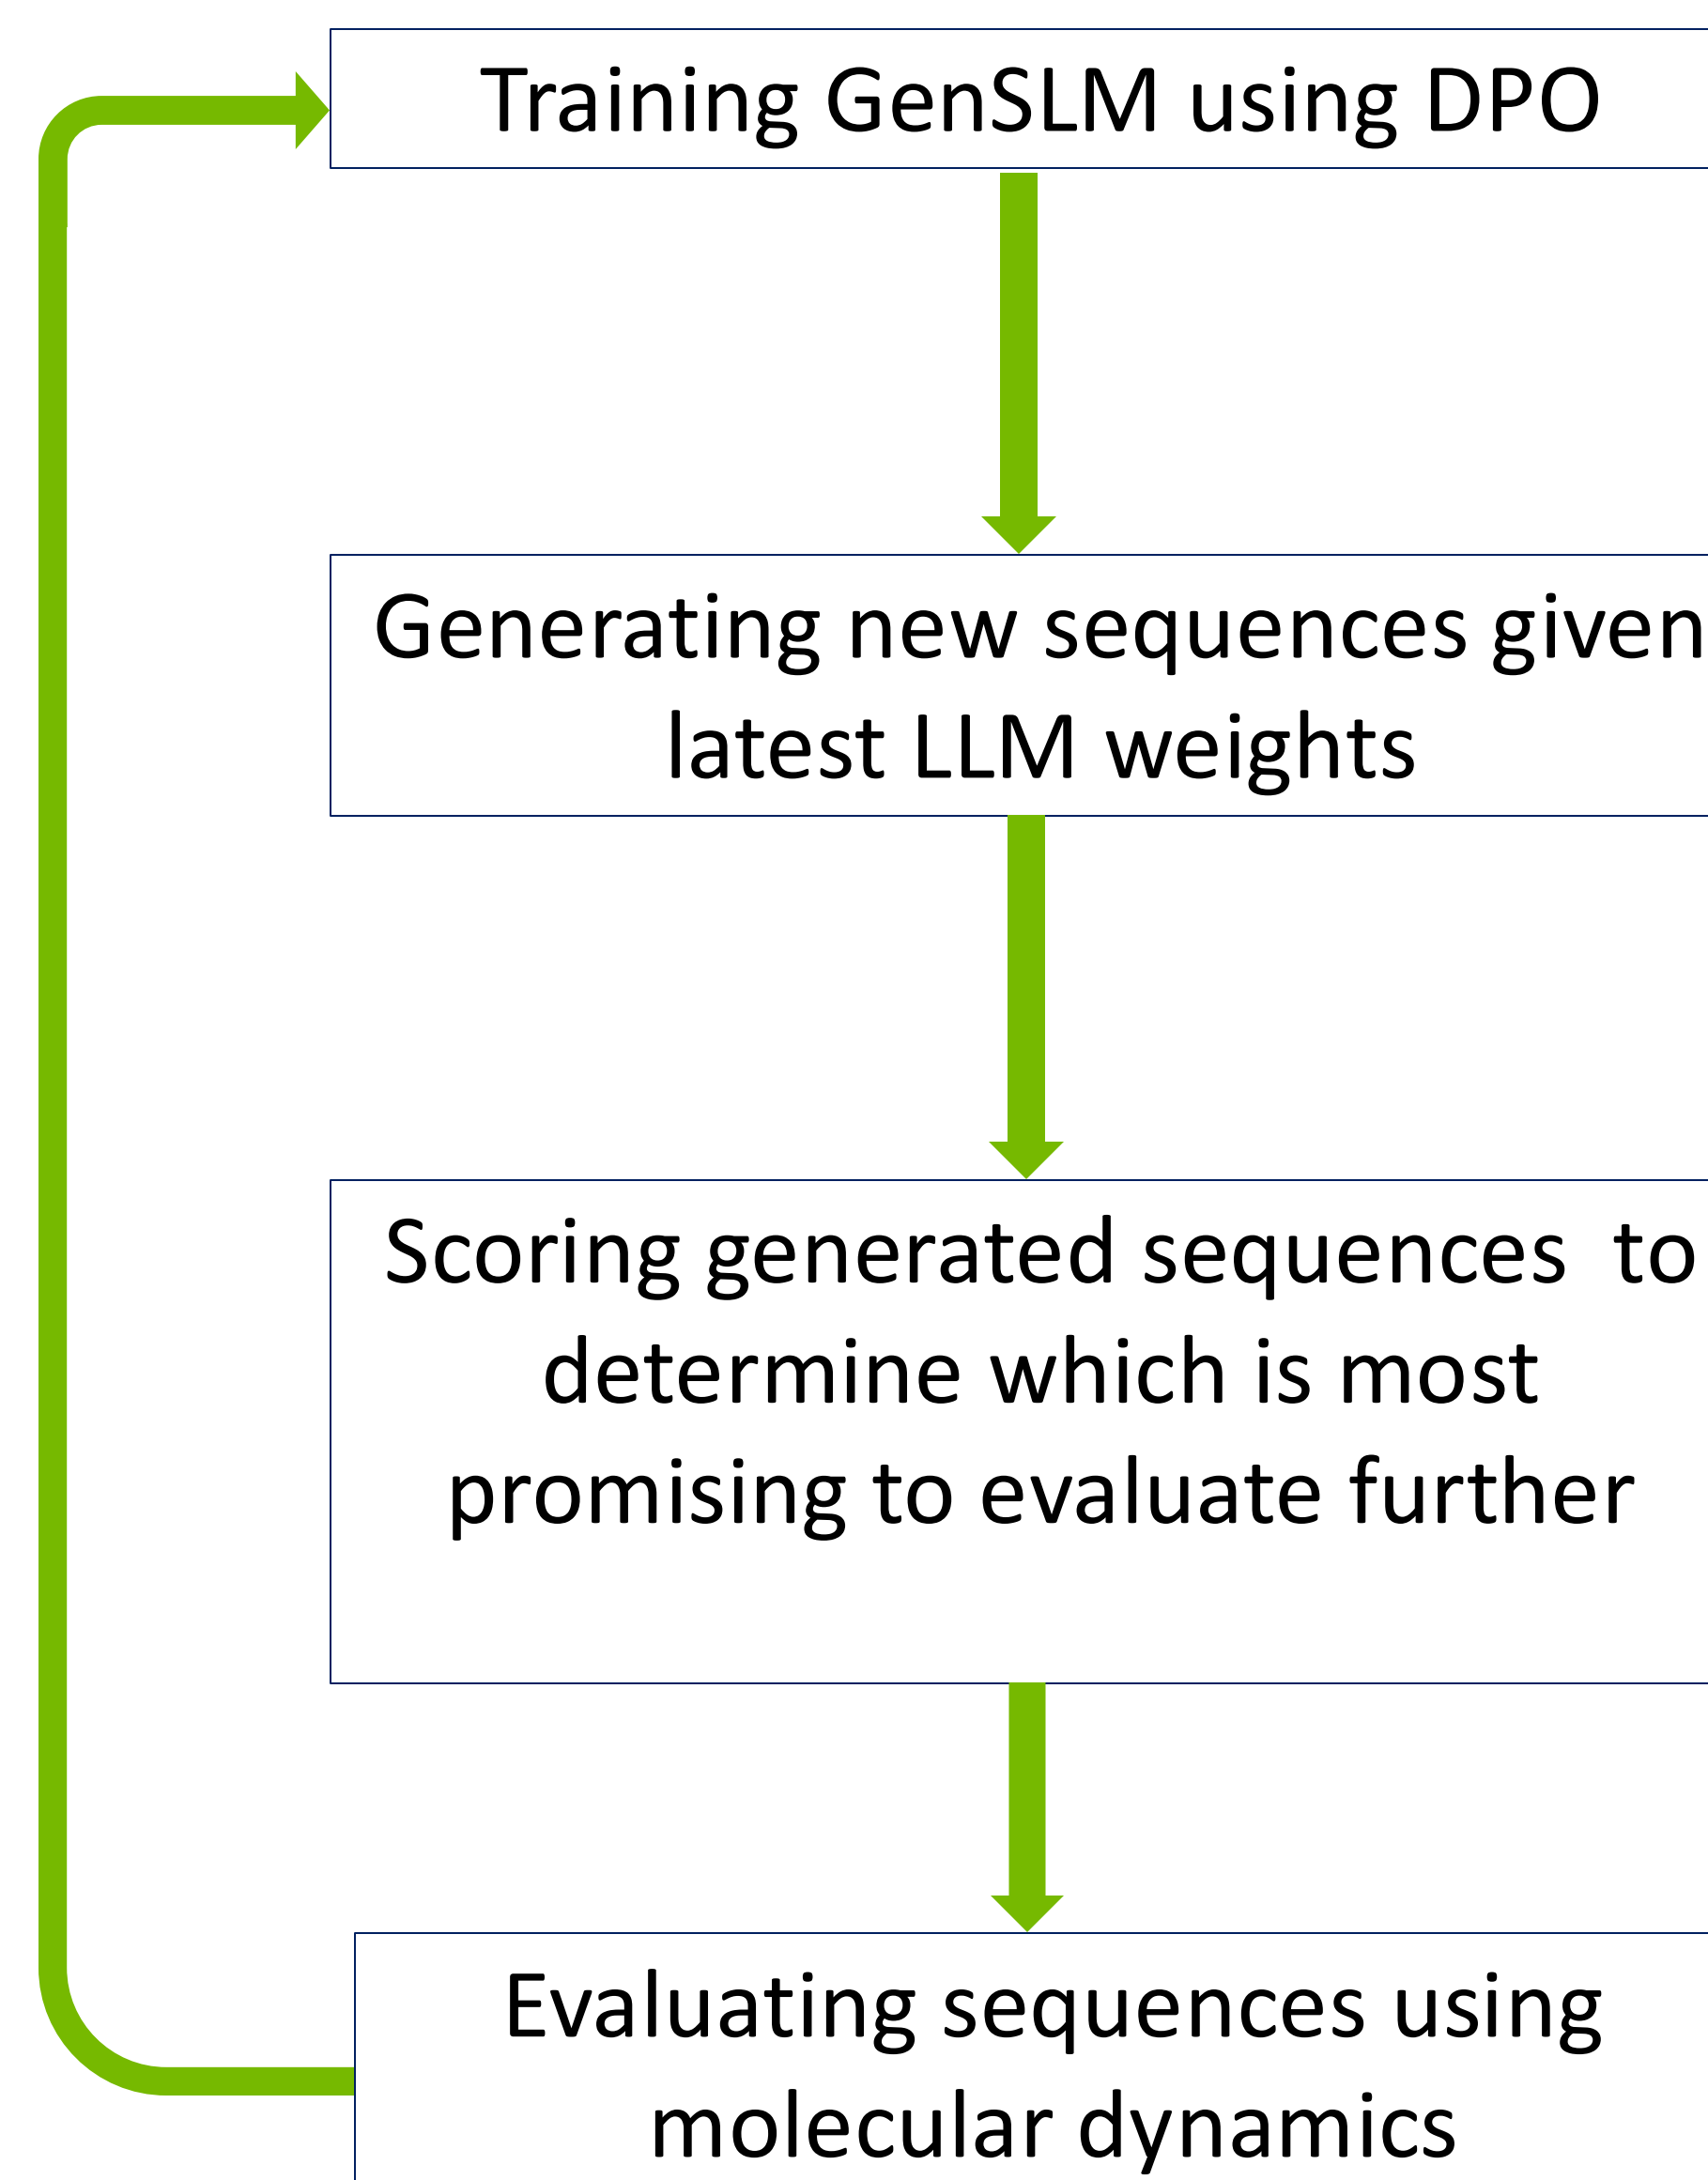 Training GenSLM using DPO
Generating new sequences given
latest LLM weights
Scoring generated sequences  to
determine which is most
promising to evaluate further
Evaluating sequences using
molecular dynamics